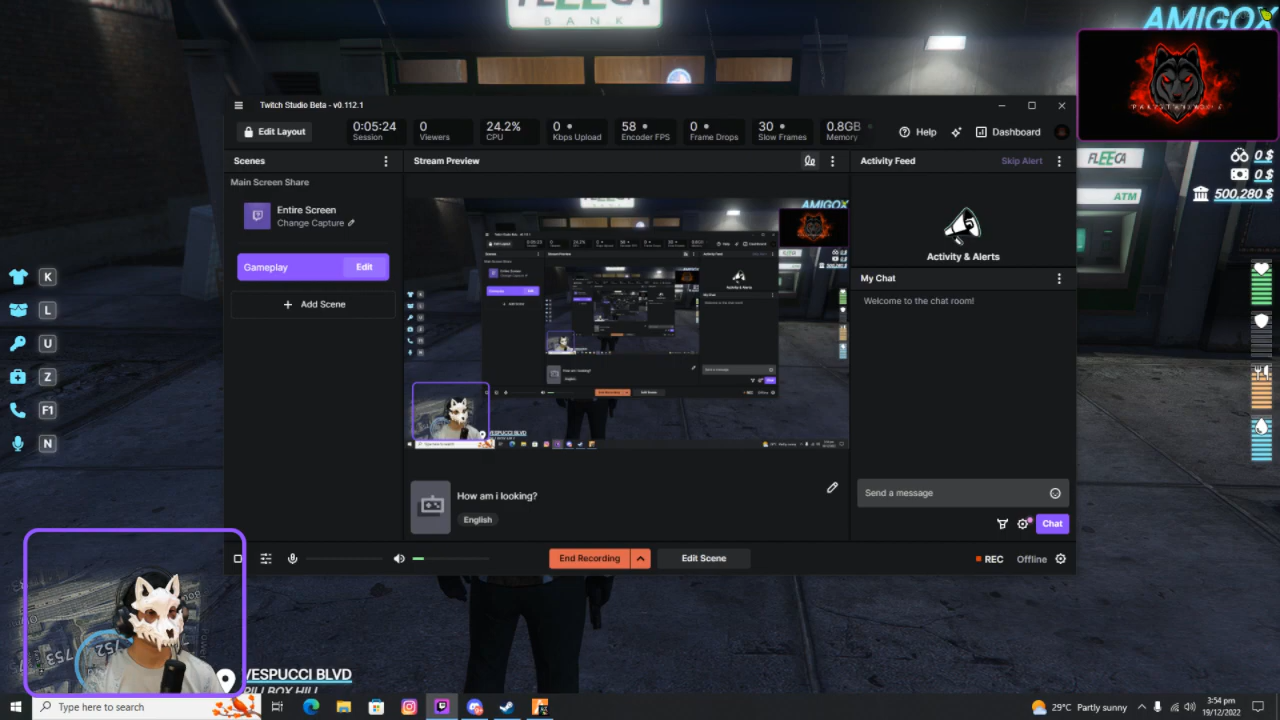 FLEECA
BANK
AMIGOX
Twitch Studio Beta - v0.112.1
Edit Layout
0:05:24
Session
0
Viewers
24.2%
CPU
0
Kbps Upload
58
Encoder FPS
0
Frame Drops
30
Slow Frames
0.8GB
Memory
Help
Dashboard
Scenes
Stream Preview
Activity Feed
Skip Alert
FLEECA
ATM
0 $
0 $
500,280 $
Main Screen Share
Entire Screen
Change Capture
Gameplay
Edit
Add Scene
AMIGOX
Activity & Alerts
My Chat
Welcome to the chat room!
K
L
U
Z
F1
N
How am i looking?
English
Send a message
Chat
End Recording
Edit Scene
REC
Offline
753
752
VESPUCCI BLVD
PILLBOX HILL
Type here to search
29°C Partly sunny
3:54 pm
19/12/2022